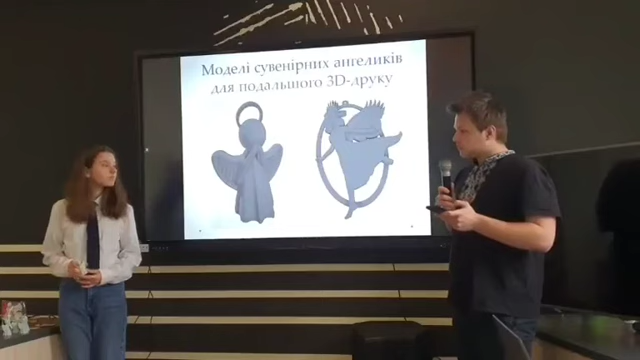 Моделі сувенірних ангеликів
для подальшого 3D-друку